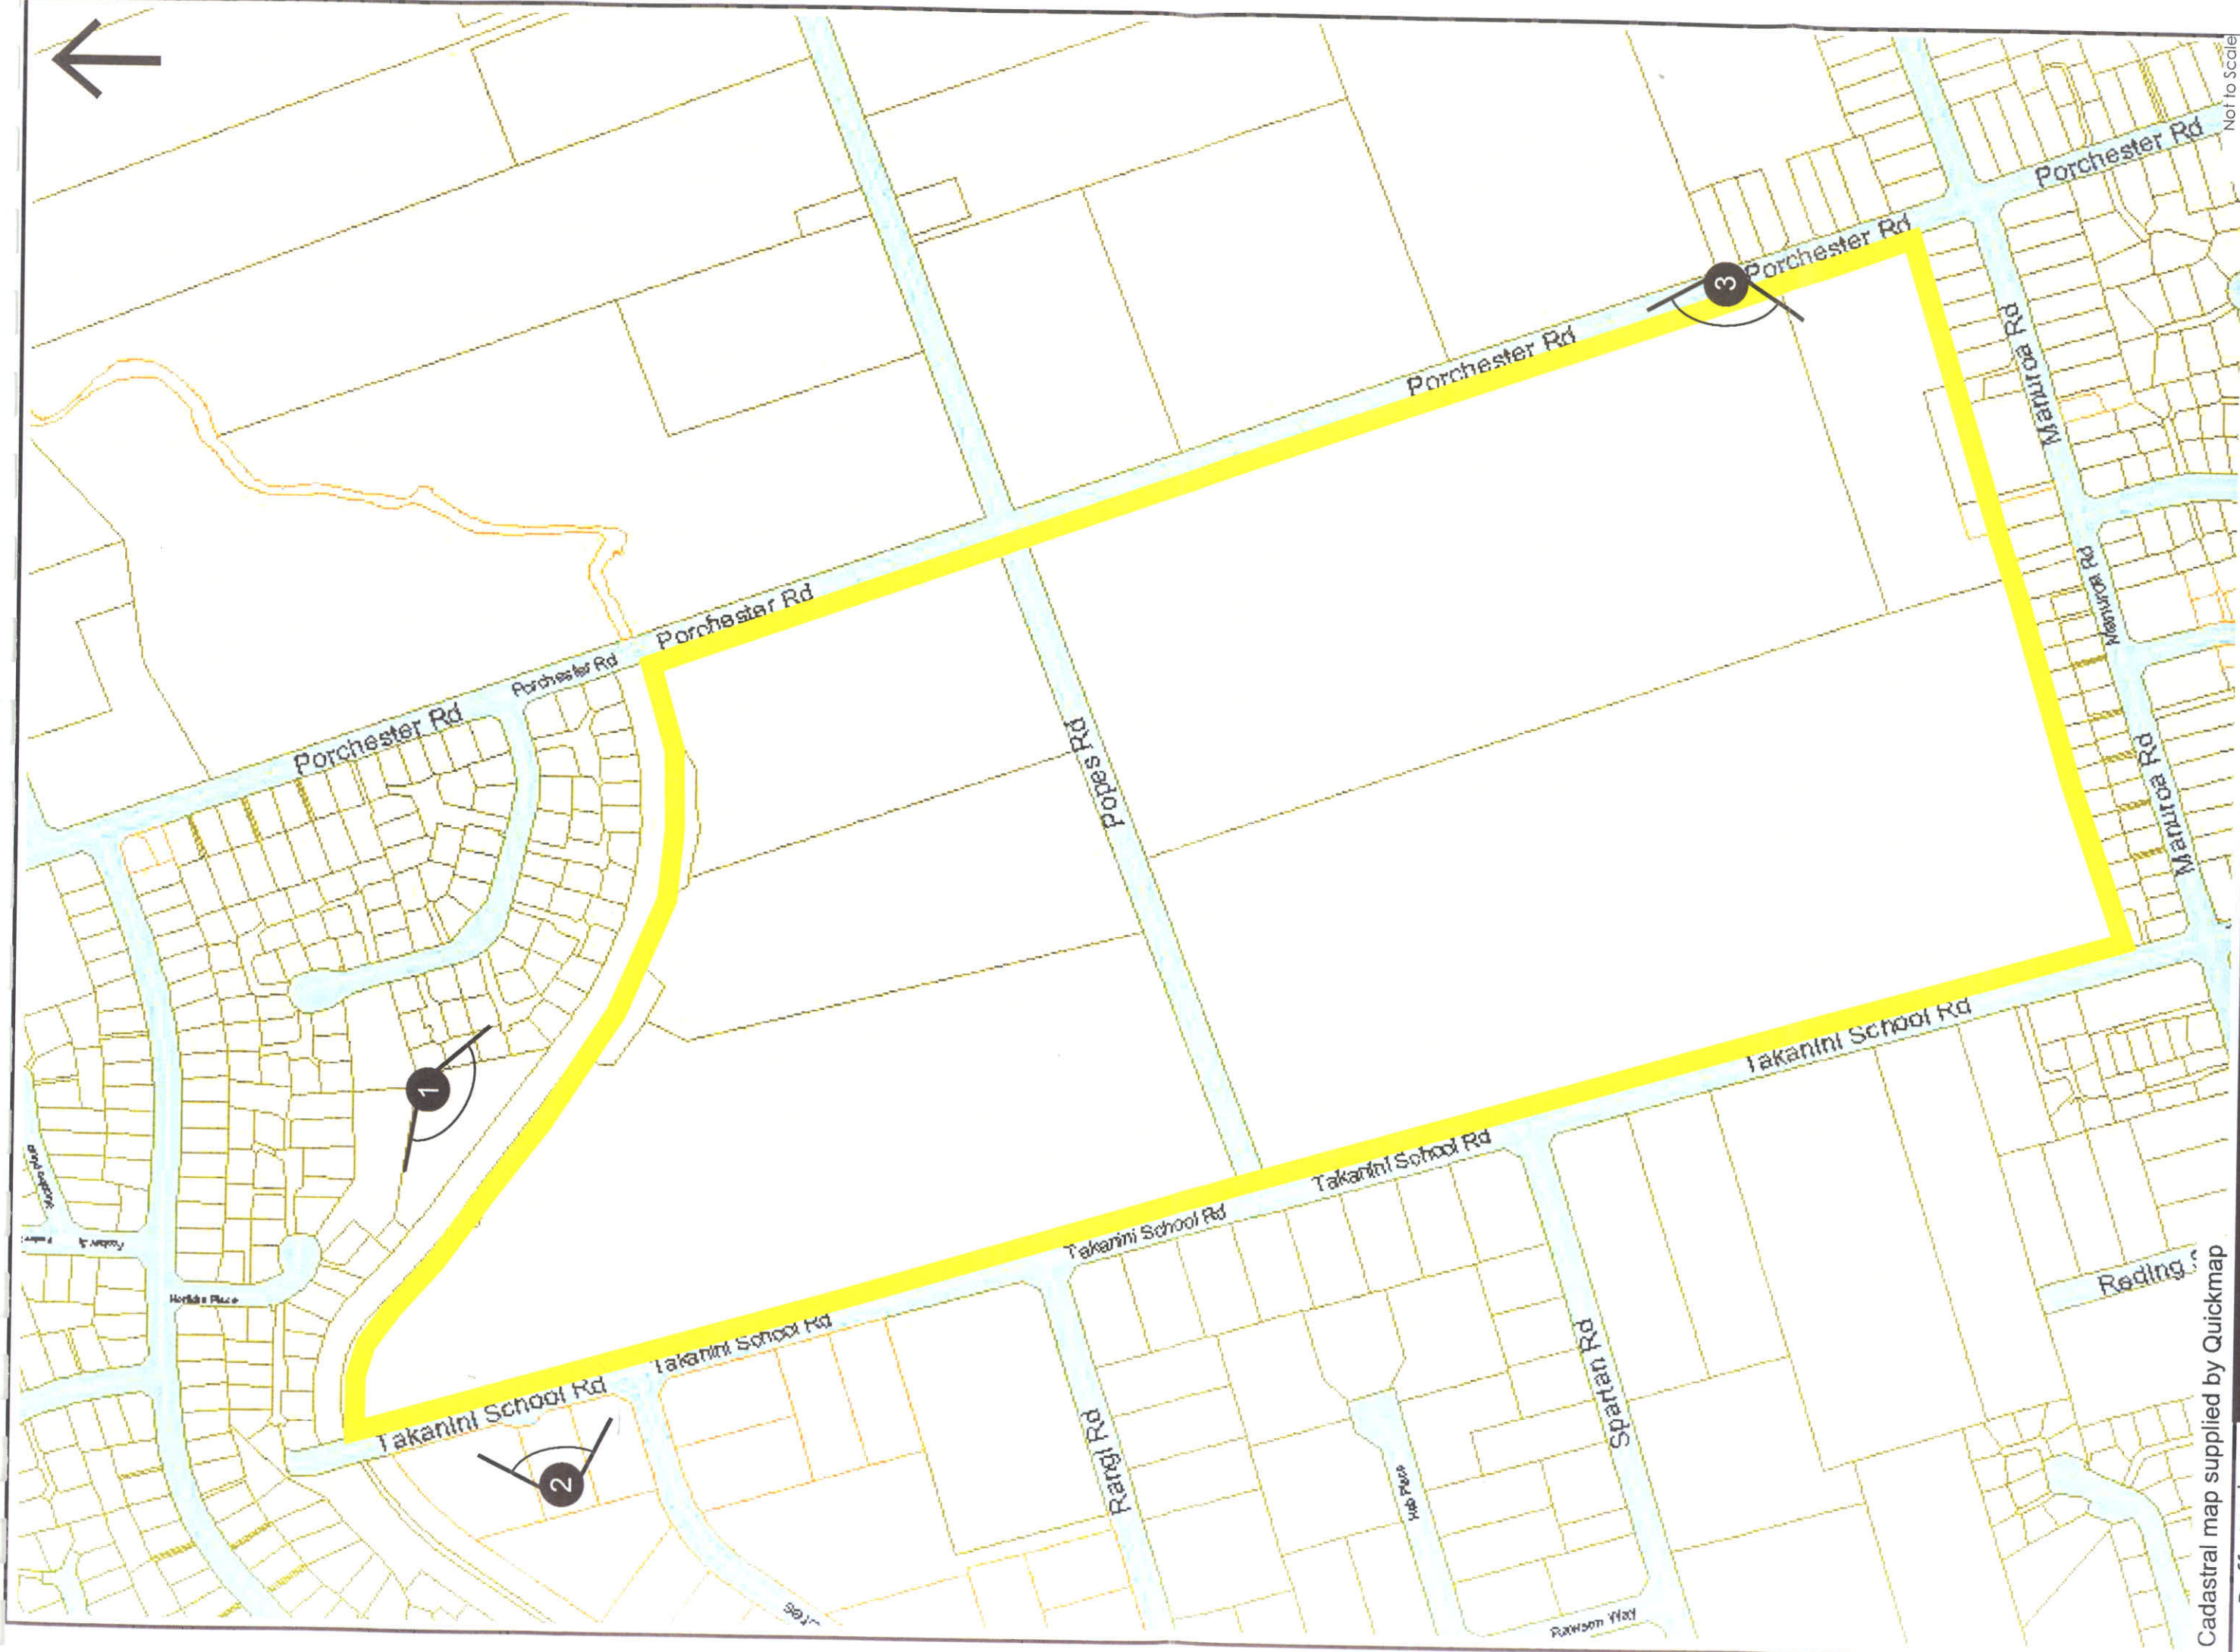 Not to Scale
Porchester Rd
Porchester Rd
Manuroa Rd
3
Porchester Rd
Porchester Rd
Porchester Rd
Porchester Rd
Manuroa Rd
Manuroa Rd
Popes Rd
Takanini School Rd
Takanini School Rd
Takanini School Rd
Takanini School Rd
Takanini School Rd
1
2
Rangi Rd
Spartan Rd
Hub Place
Rawson Way
Reding
Horlicks Place
Cadastral map supplied by Quickmap